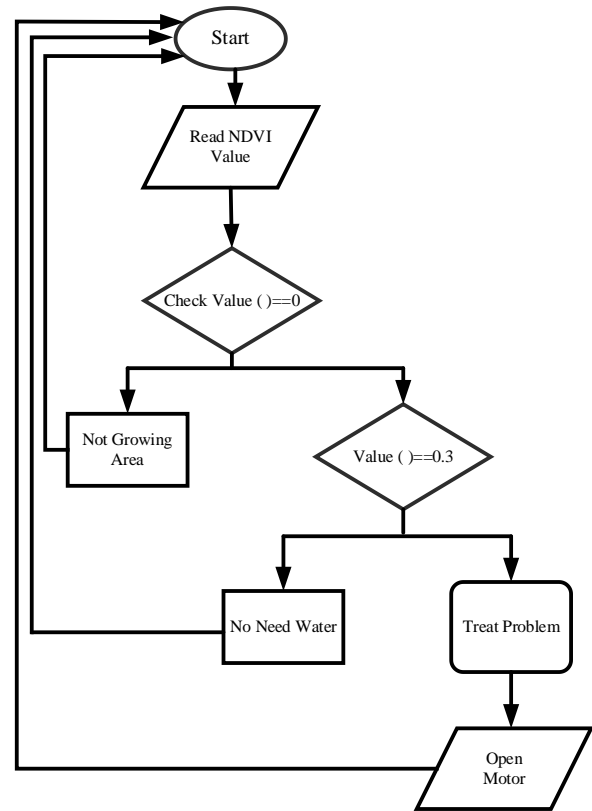 Start
Read NDVI
Value
Check Value ( )==0
Not Growing
Area
Value ( )==0.3
No Need Water
Treat Problem
Open
Motor